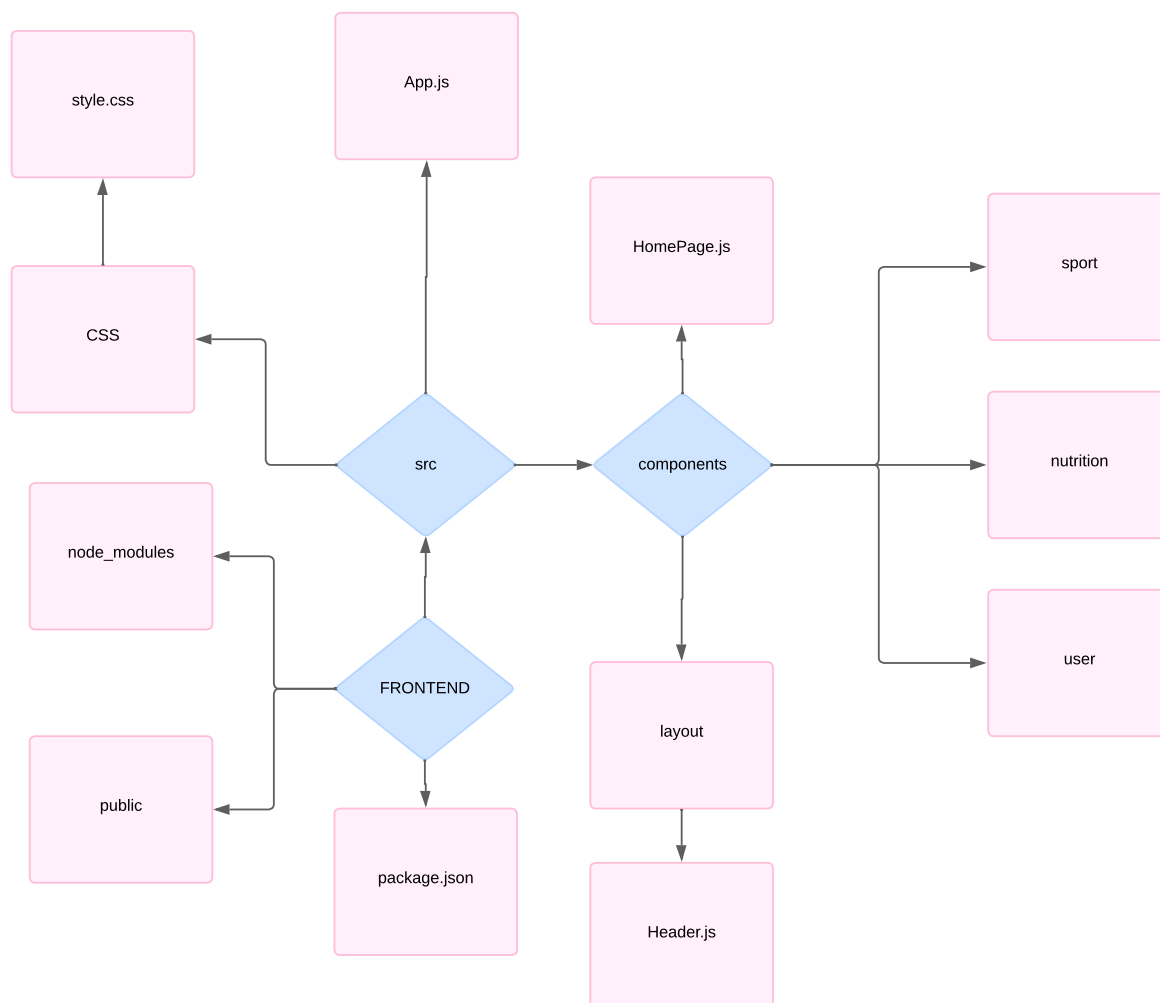 App.js
style.css
HomePage.js
sport
CSS
src
components
nutrition
node_modules
user
FRONTEND
layout
public
package.json
Header.js